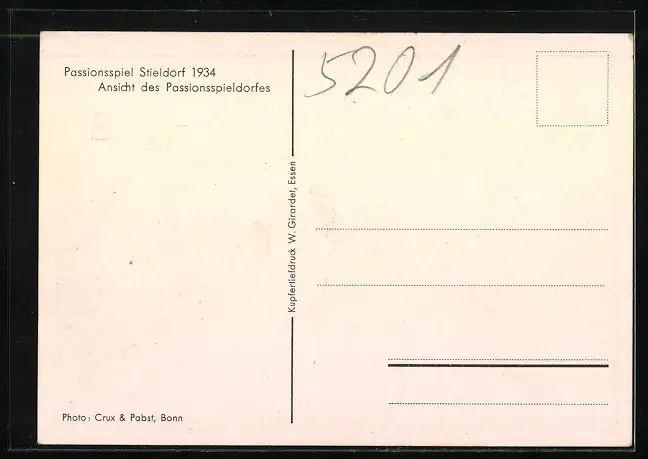 Passionsspiel Stieldorf 1934
Ansicht des Passionsspieldorfes
5201
Kupfertiefdruck W. Girardet, Essen
Photo: Crux & Pabst, Bonn